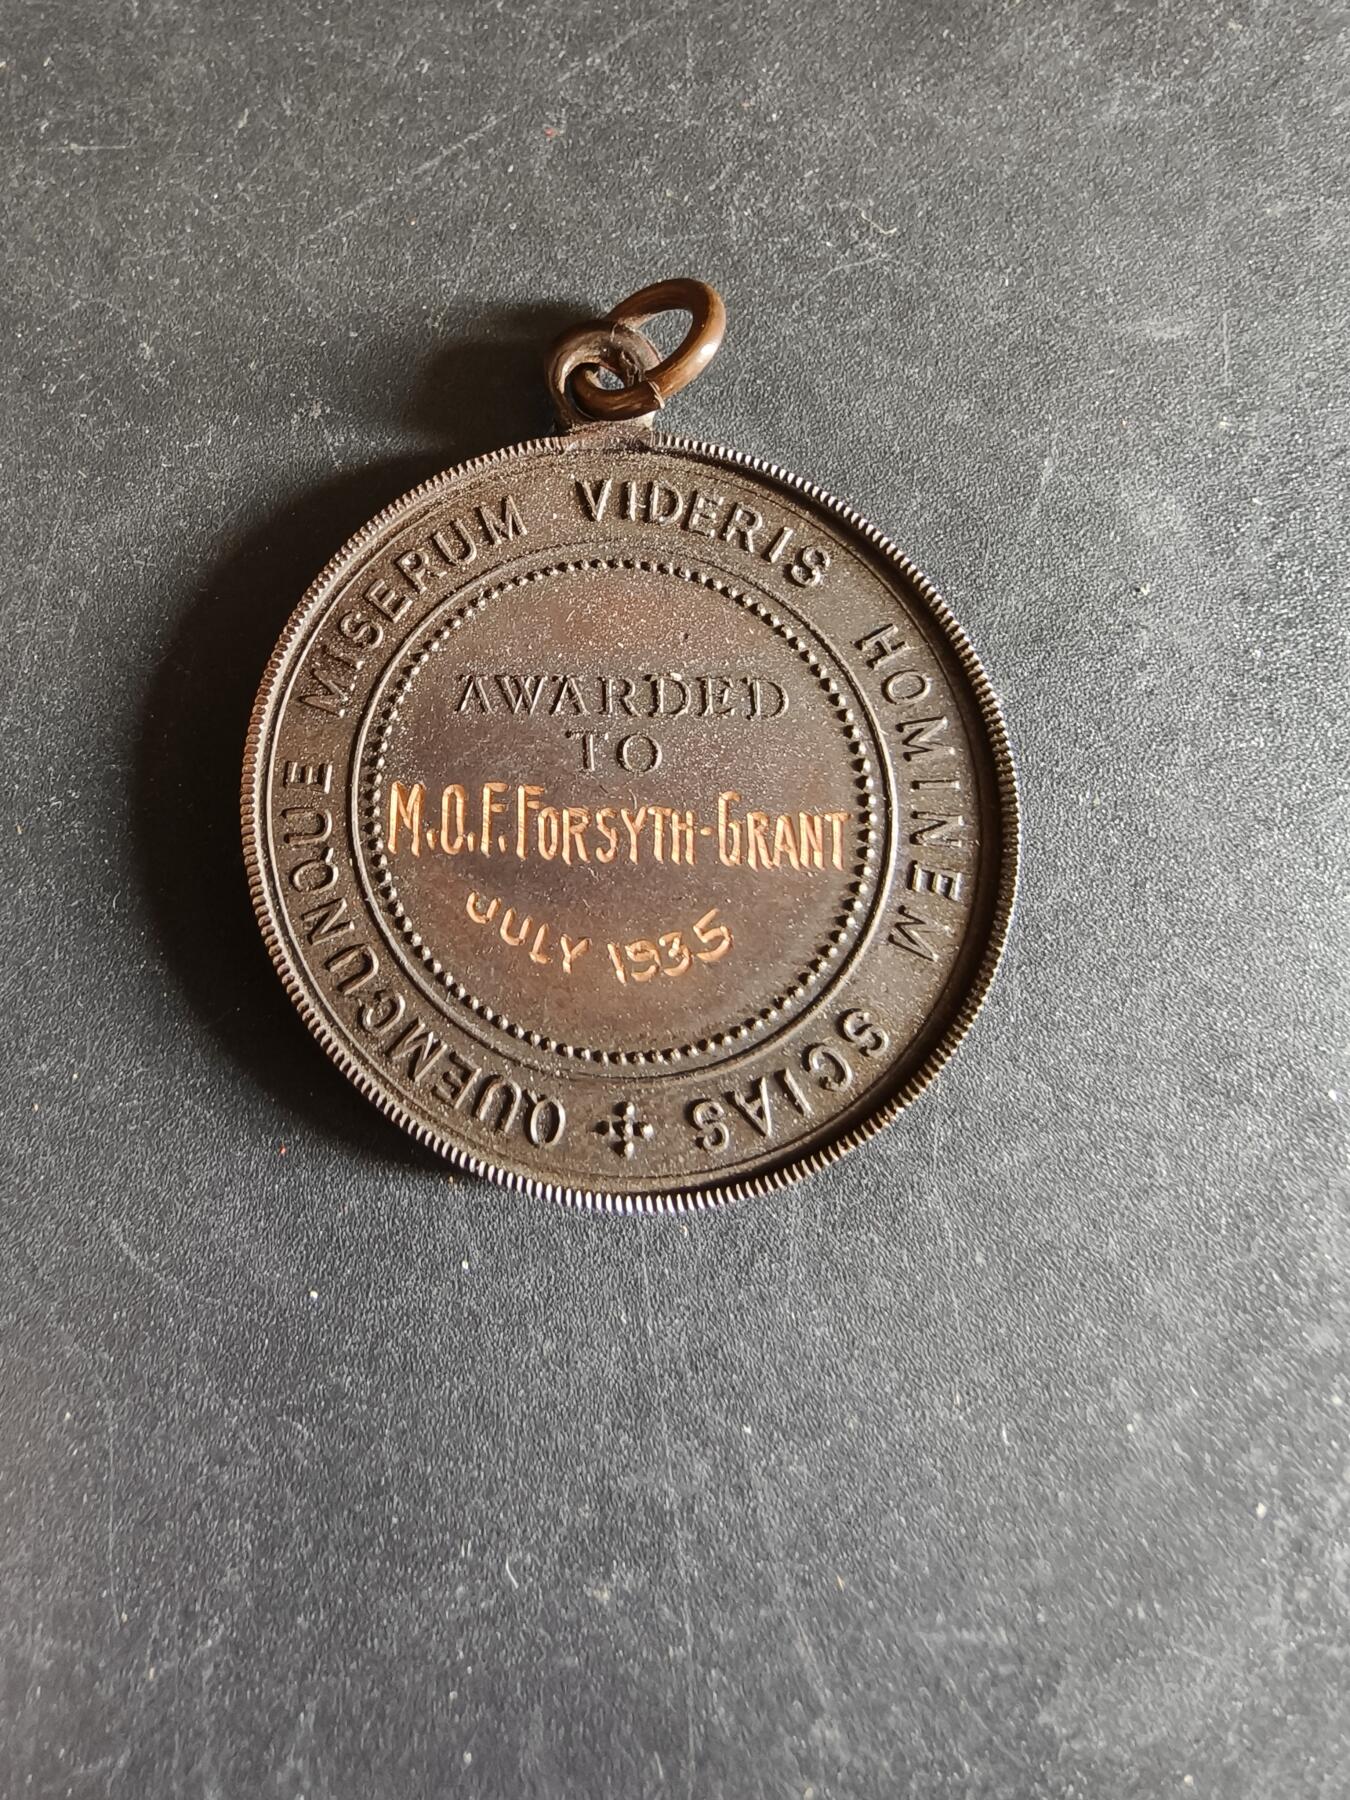 QUEMCUNQUE MISERUM VIDERIS HOMINEM SCIAS
AWARDED
TO
M.O.F. FORSYTH-GRANT
JULY 1935